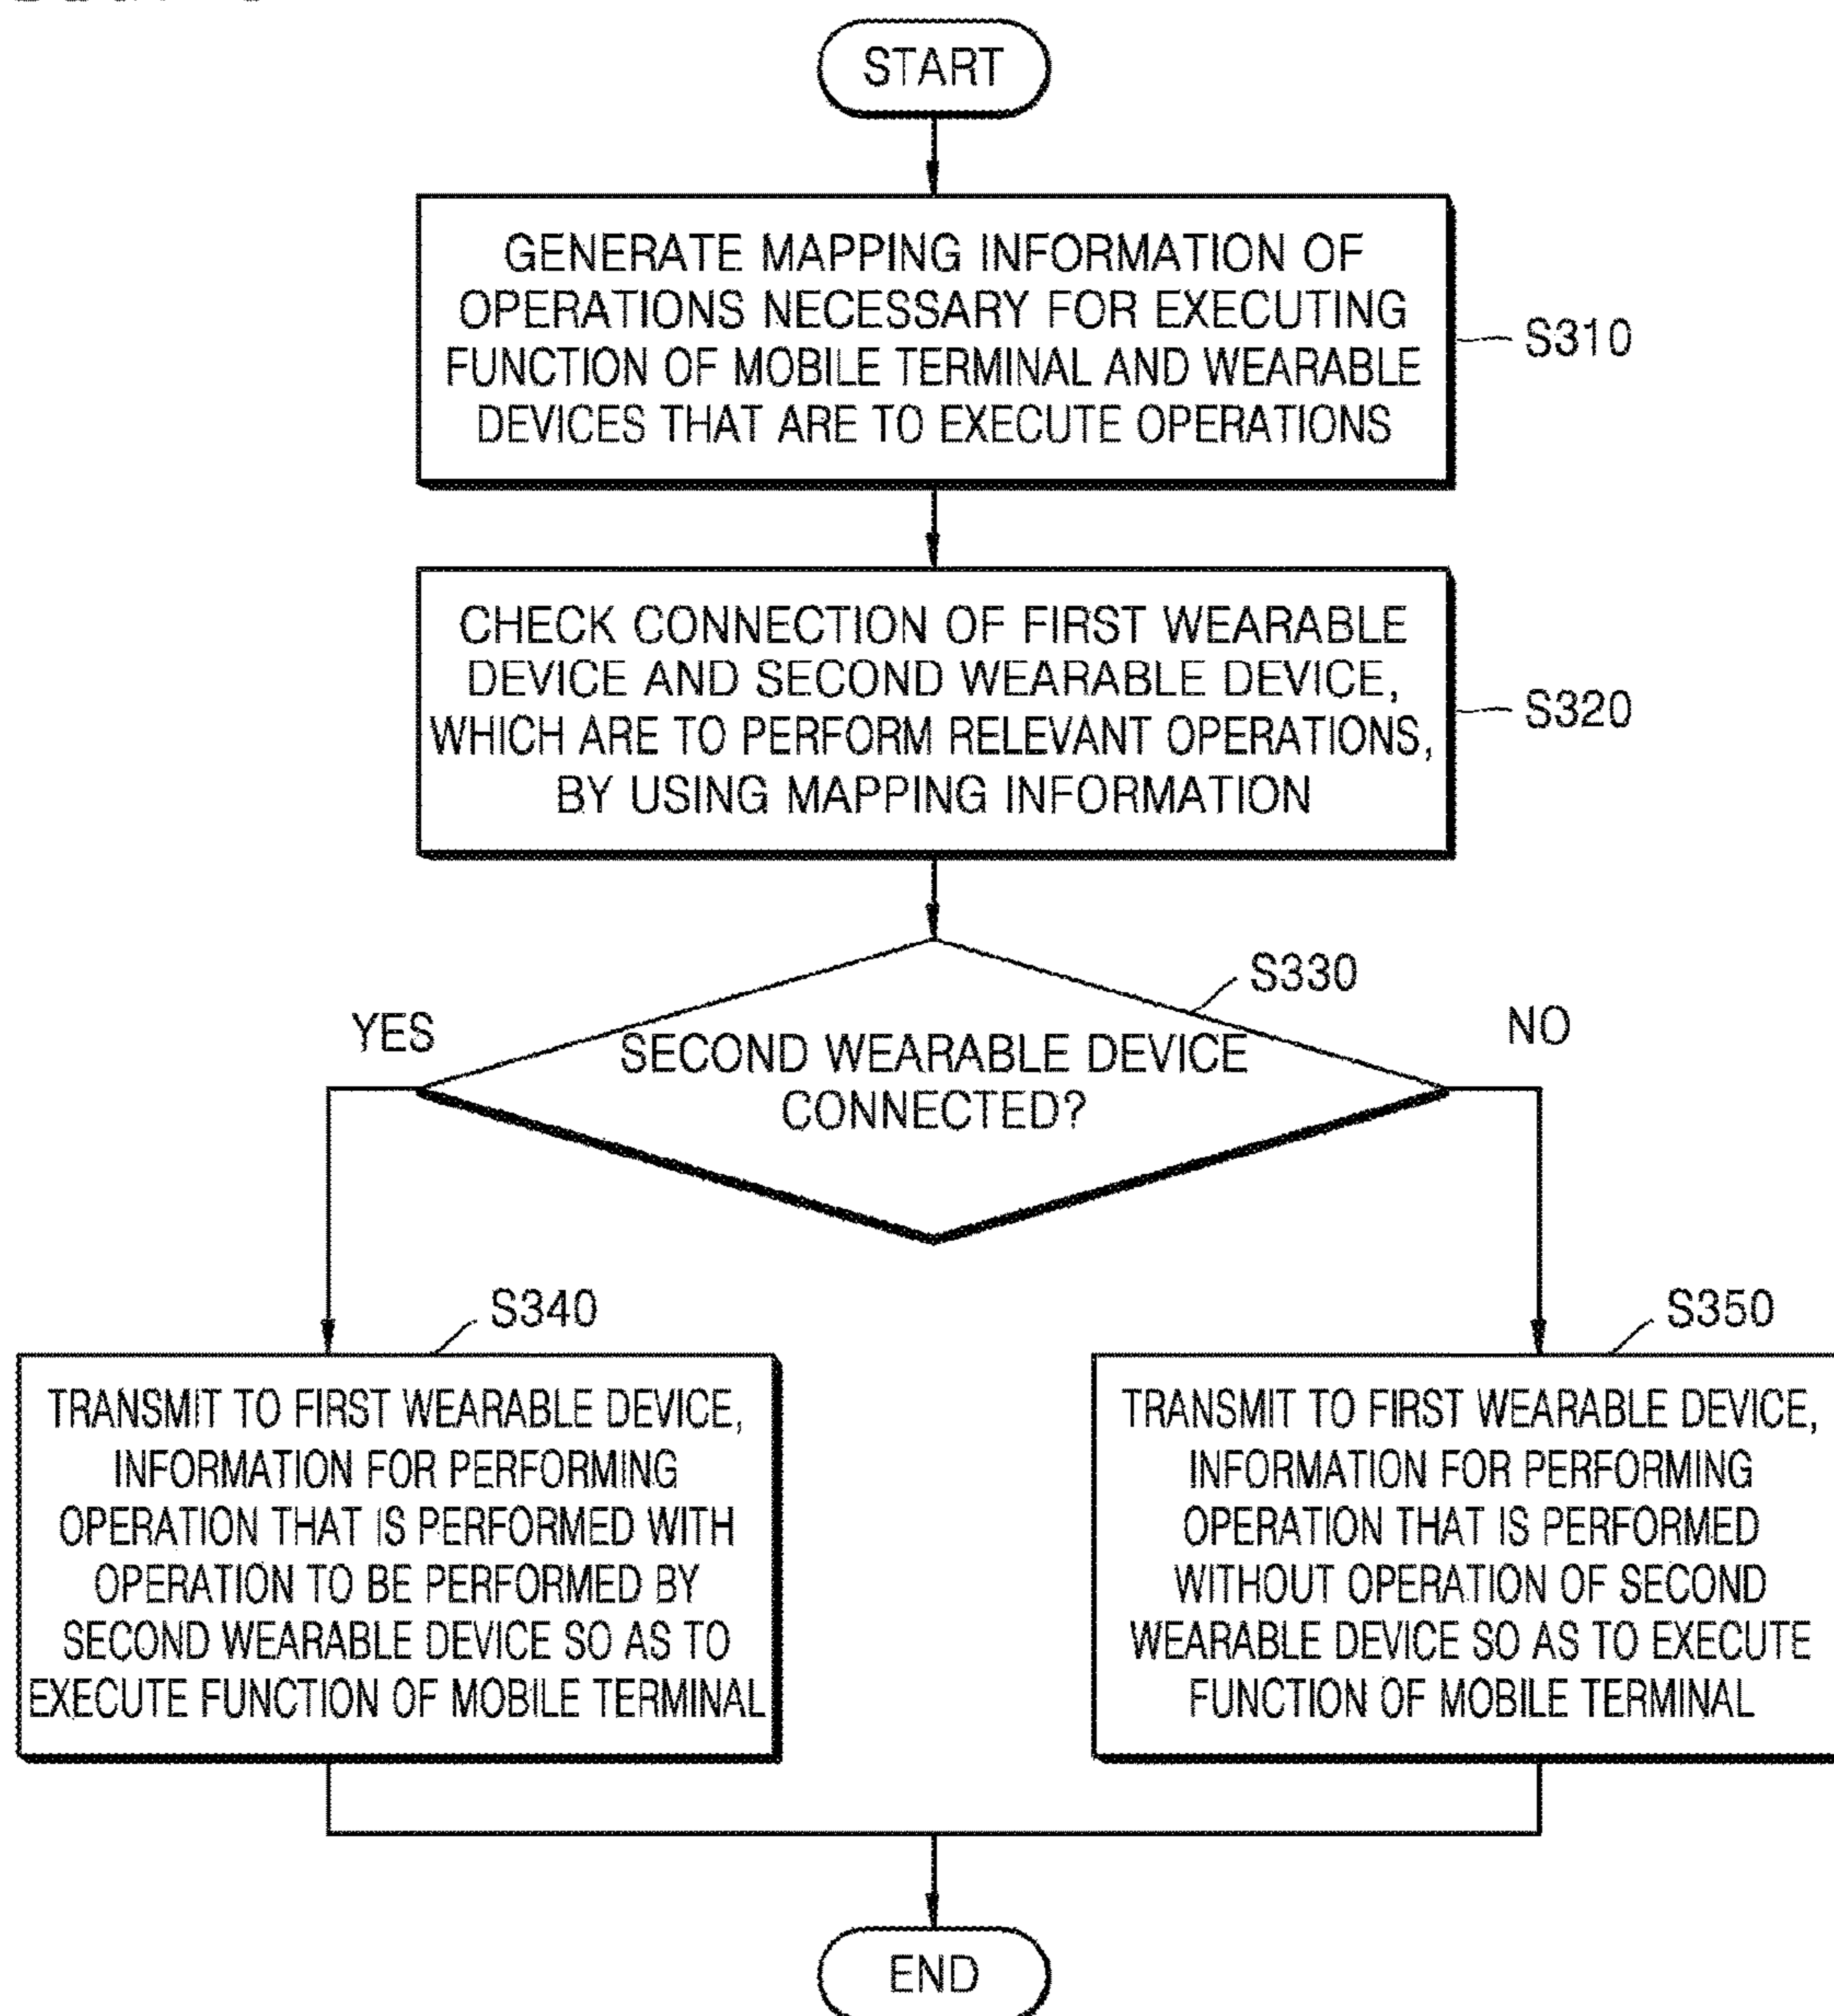 START
GENERATE MAPPING INFORMATION OF
OPERATIONS NECESSARY FOR EXECUTING
FUNCTION OF MOBILE TERMINAL AND WEARABLE
DEVICES THAT ARE TO EXECUTE OPERATIONS
S310
CHECK CONNECTION OF FIRST WEARABLE
DEVICE AND SECOND WEARABLE DEVICE,
WHICH ARE TO PERFORM RELEVANT OPERATIONS,
BY USING MAPPING INFORMATION
S320
S330
YES
NO
SECOND WEARABLE DEVICE
CONNECTED?
S340
TRANSMIT TO FIRST WEARABLE DEVICE,
INFORMATION FOR PERFORMING
OPERATION THAT IS PERFORMED WITH
OPERATION TO BE PERFORMED BY
SECOND WEARABLE DEVICE SO AS TO
EXECUTE FUNCTION OF MOBILE TERMINAL
S350
TRANSMIT TO FIRST WEARABLE DEVICE,
INFORMATION FOR PERFORMING
OPERATION THAT IS PERFORMED
WITHOUT OPERATION OF SECOND
WEARABLE DEVICE SO AS TO EXECUTE
FUNCTION OF MOBILE TERMINAL
END